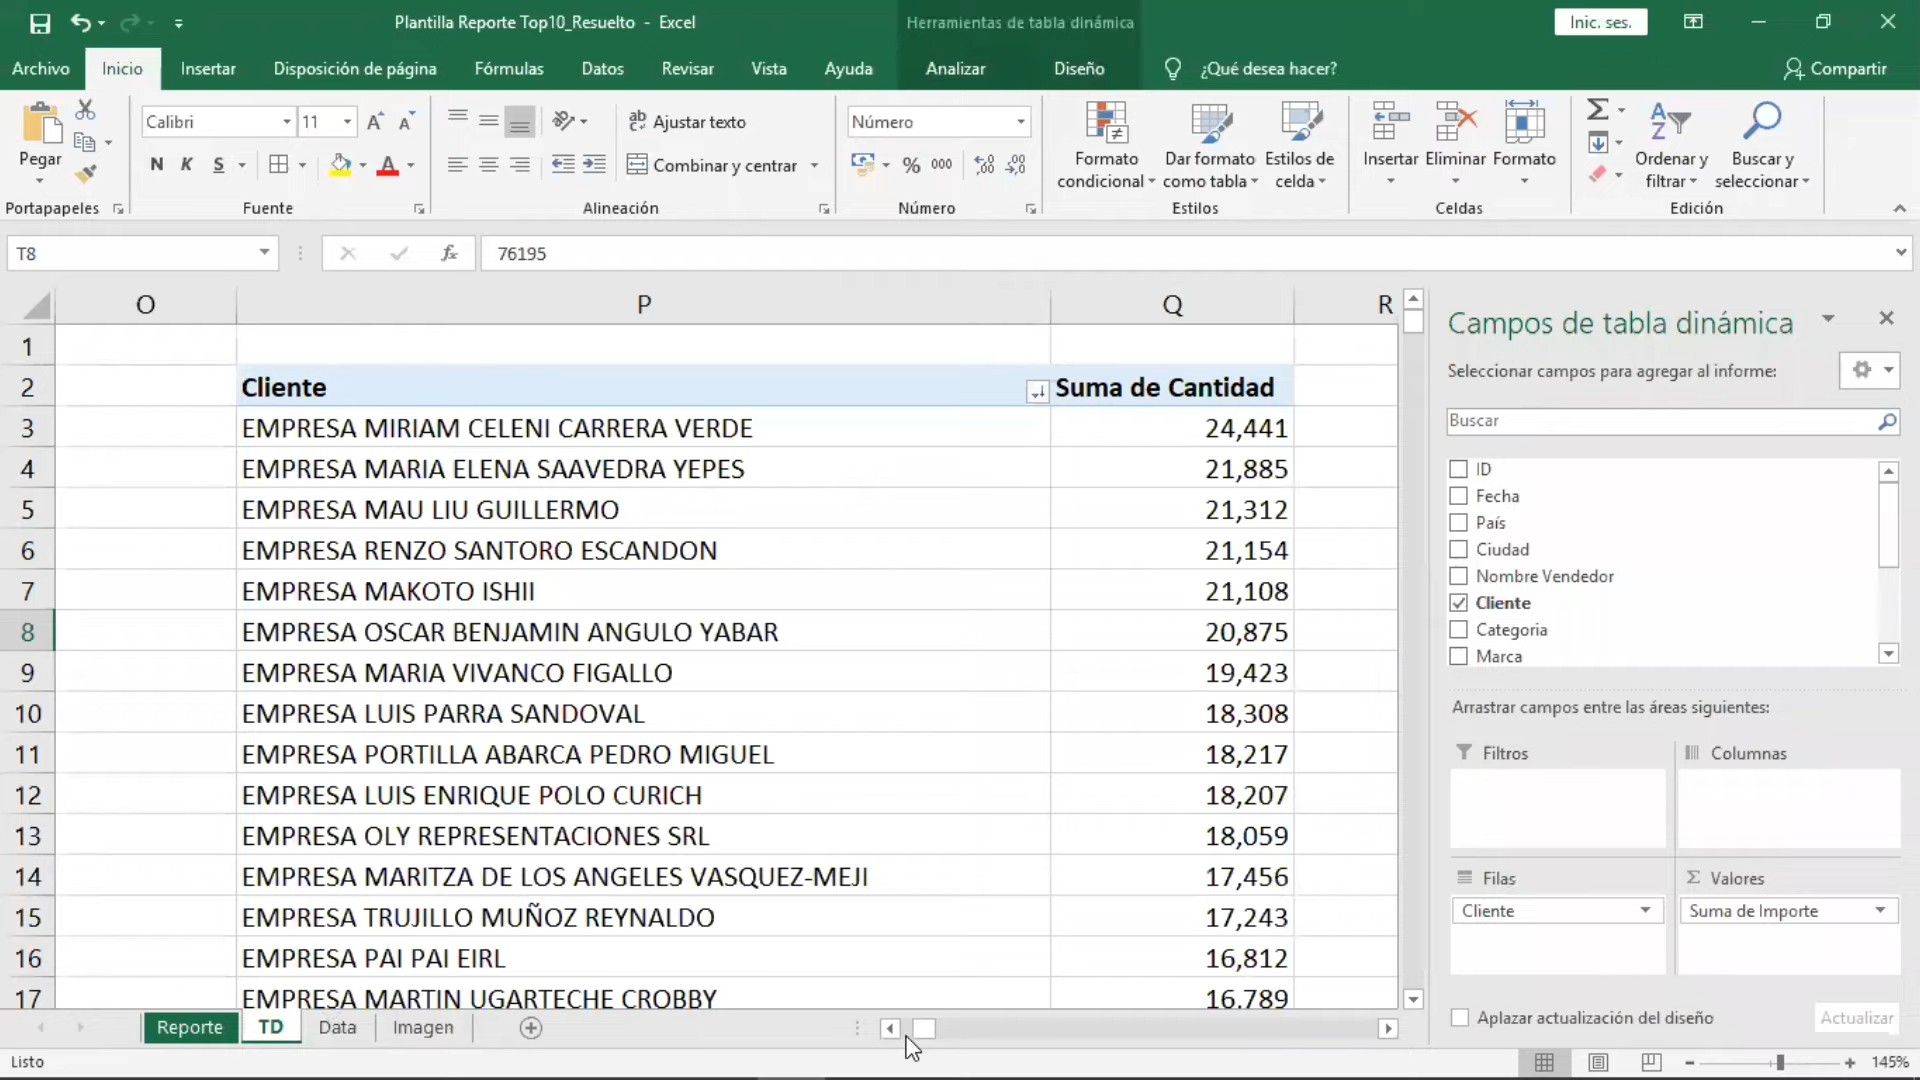 Plantilla Reporte Top10_Resuelto - Excel
Herramientas de tabla dinámica
Inic. ses.
Archivo Inicio Insertar Disposición de página Fórmulas Datos Revisar Vista Ayuda Analizar Diseño ¿Qué desea hacer? Compartir
Pegar
Portapapeles
Calibri 11
N K S
Fuente
Ajustar texto
Combinar y centrar
Alineación
Número
% 000
Número
Formato condicional
Dar formato como tabla
Estilos de celda
Estilos
Insertar Eliminar Formato
Celdas
Ordenar y filtrar
Buscar y seleccionar
Edición
T8 fx 76195
O P Q R
1
2 Cliente Suma de Cantidad
3 EMPRESA MIRIAM CELENI CARRERA VERDE 24,441
4 EMPRESA MARIA ELENA SAAVEDRA YEPES 21,885
5 EMPRESA MAU LIU GUILLERMO 21,312
6 EMPRESA RENZO SANTORO ESCANDON 21,154
7 EMPRESA MAKOTO ISHII 21,108
8 EMPRESA OSCAR BENJAMIN ANGULO YABAR 20,875
9 EMPRESA MARIA VIVANCO FIGALLO 19,423
10 EMPRESA LUIS PARRA SANDOVAL 18,308
11 EMPRESA PORTILLA ABARCA PEDRO MIGUEL 18,217
12 EMPRESA LUIS ENRIQUE POLO CURICH 18,207
13 EMPRESA OLY REPRESENTACIONES SRL 18,059
14 EMPRESA MARITZA DE LOS ANGELES VASQUEZ-MEJI 17,456
15 EMPRESA TRUJILLO MUÑOZ REYNALDO 17,243
16 EMPRESA PAI PAI EIRL 16,812
17 EMPRESA MARTIN UGARTECHE CROBBY 16,789
Campos de tabla dinámica
Seleccionar campos para agregar al informe:
Buscar
ID
Fecha
País
Ciudad
Nombre Vendedor
Cliente
Categoria
Marca
Arrastrar campos entre las áreas siguientes:
Filtros Columnas
Filas Σ Valores
Cliente Suma de Importe
Aplazar actualización del diseño Actualizar
Reporte TD Data Imagen
Listo 145%